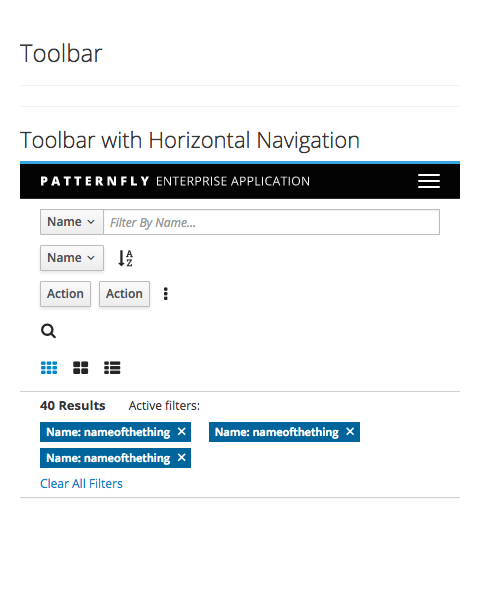 Toolbar
Toolbar with Horizontal Navigation
PATTERNFLY ENTERPRISE APPLICATION
Name Filter By Name...
Name
Action Action
40 Results Active filters:
Name: nameofthething × Name: nameofthething ×
Name: nameofthething ×
Clear All Filters